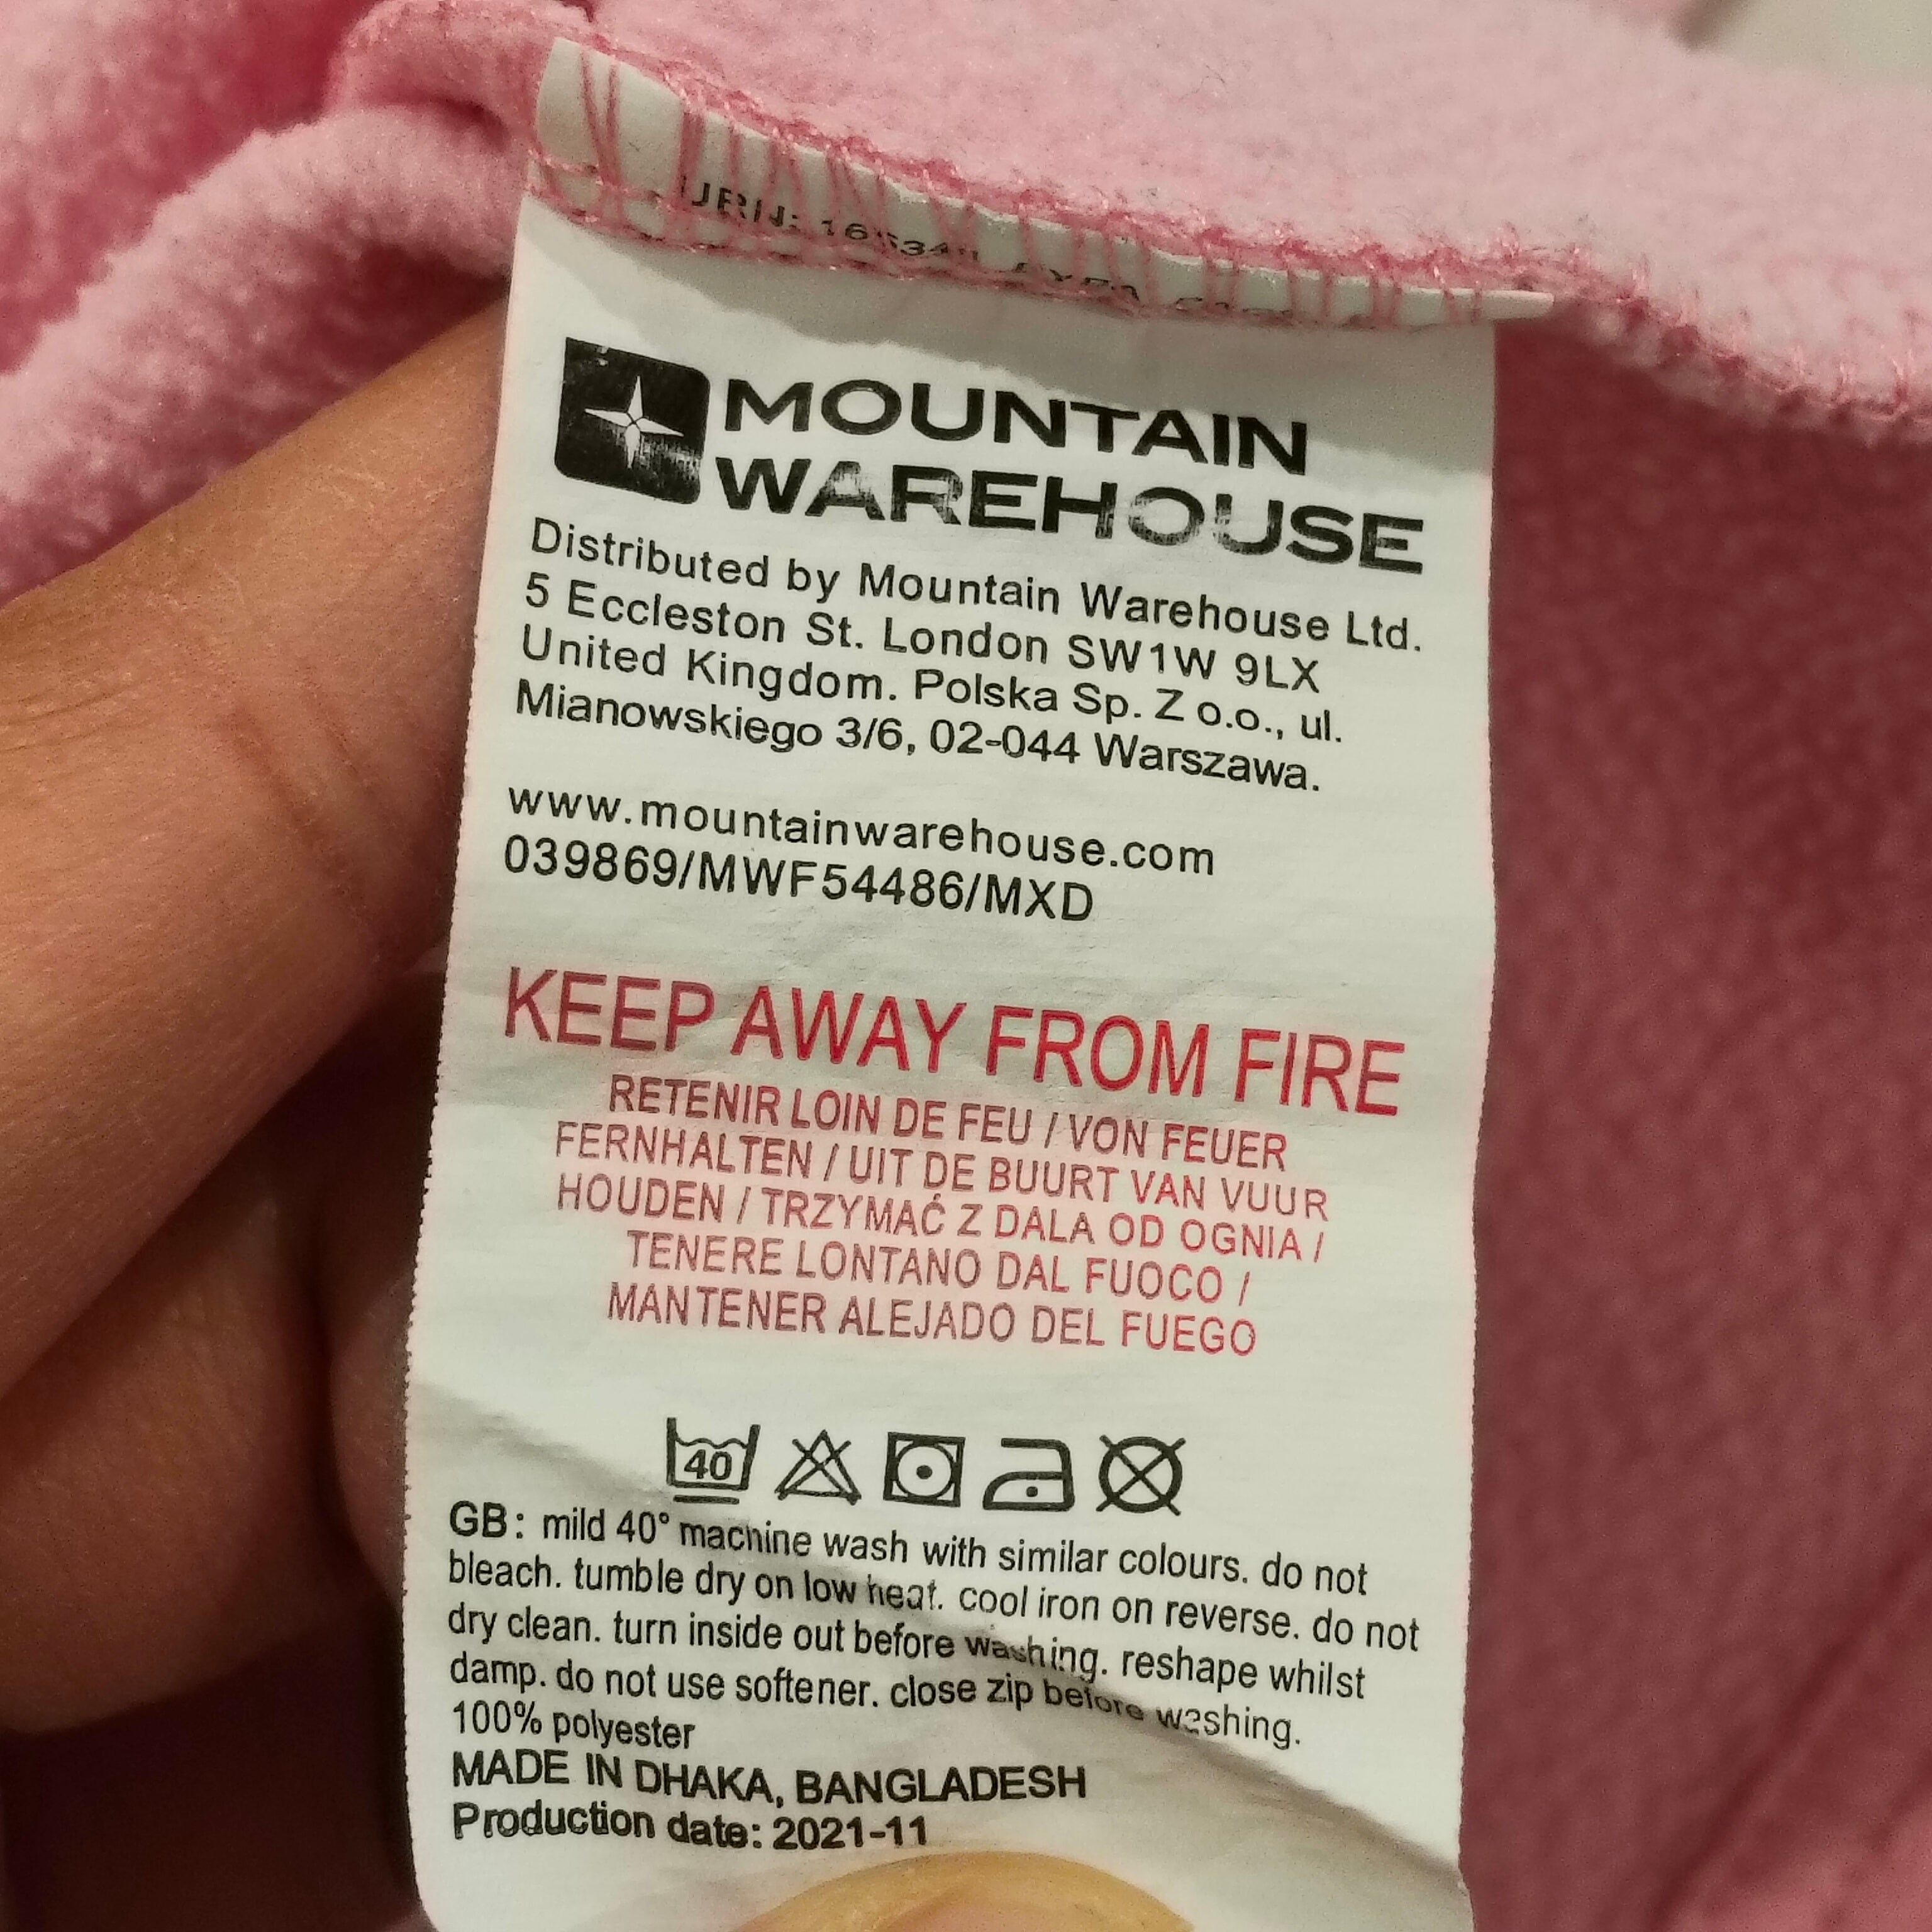 MOUNTAIN
WAREHOUSE
Distributed by Mountain Warehouse Ltd.
5 Eccleston St. London SW1W 9LX
United Kingdom. Polska Sp. Z o.o., ul.
Mianowskiego 3/6, 02-044 Warszawa.
www.mountainwarehouse.com
039869/MWF54486/MXD
KEEP AWAY FROM FIRE
RETENIR LOIN DE FEU / VON FEUER
FERNHALTEN / UIT DE BUURT VAN VUUR
HOUDEN / TRZYMAĆ Z DALA OD OGNIA /
TENERE LONTANO DAL FUOCO /
MANTENER ALEJADO DEL FUEGO
40
GB: mild 40° machine wash with similar colours. do not
bleach. tumble dry on low heat. cool iron on reverse. do not
dry clean. turn inside out before washing. reshape whilst
damp. do not use softener. close zip before washing.
100% polyester
MADE IN DHAKA, BANGLADESH
Production date: 2021-11